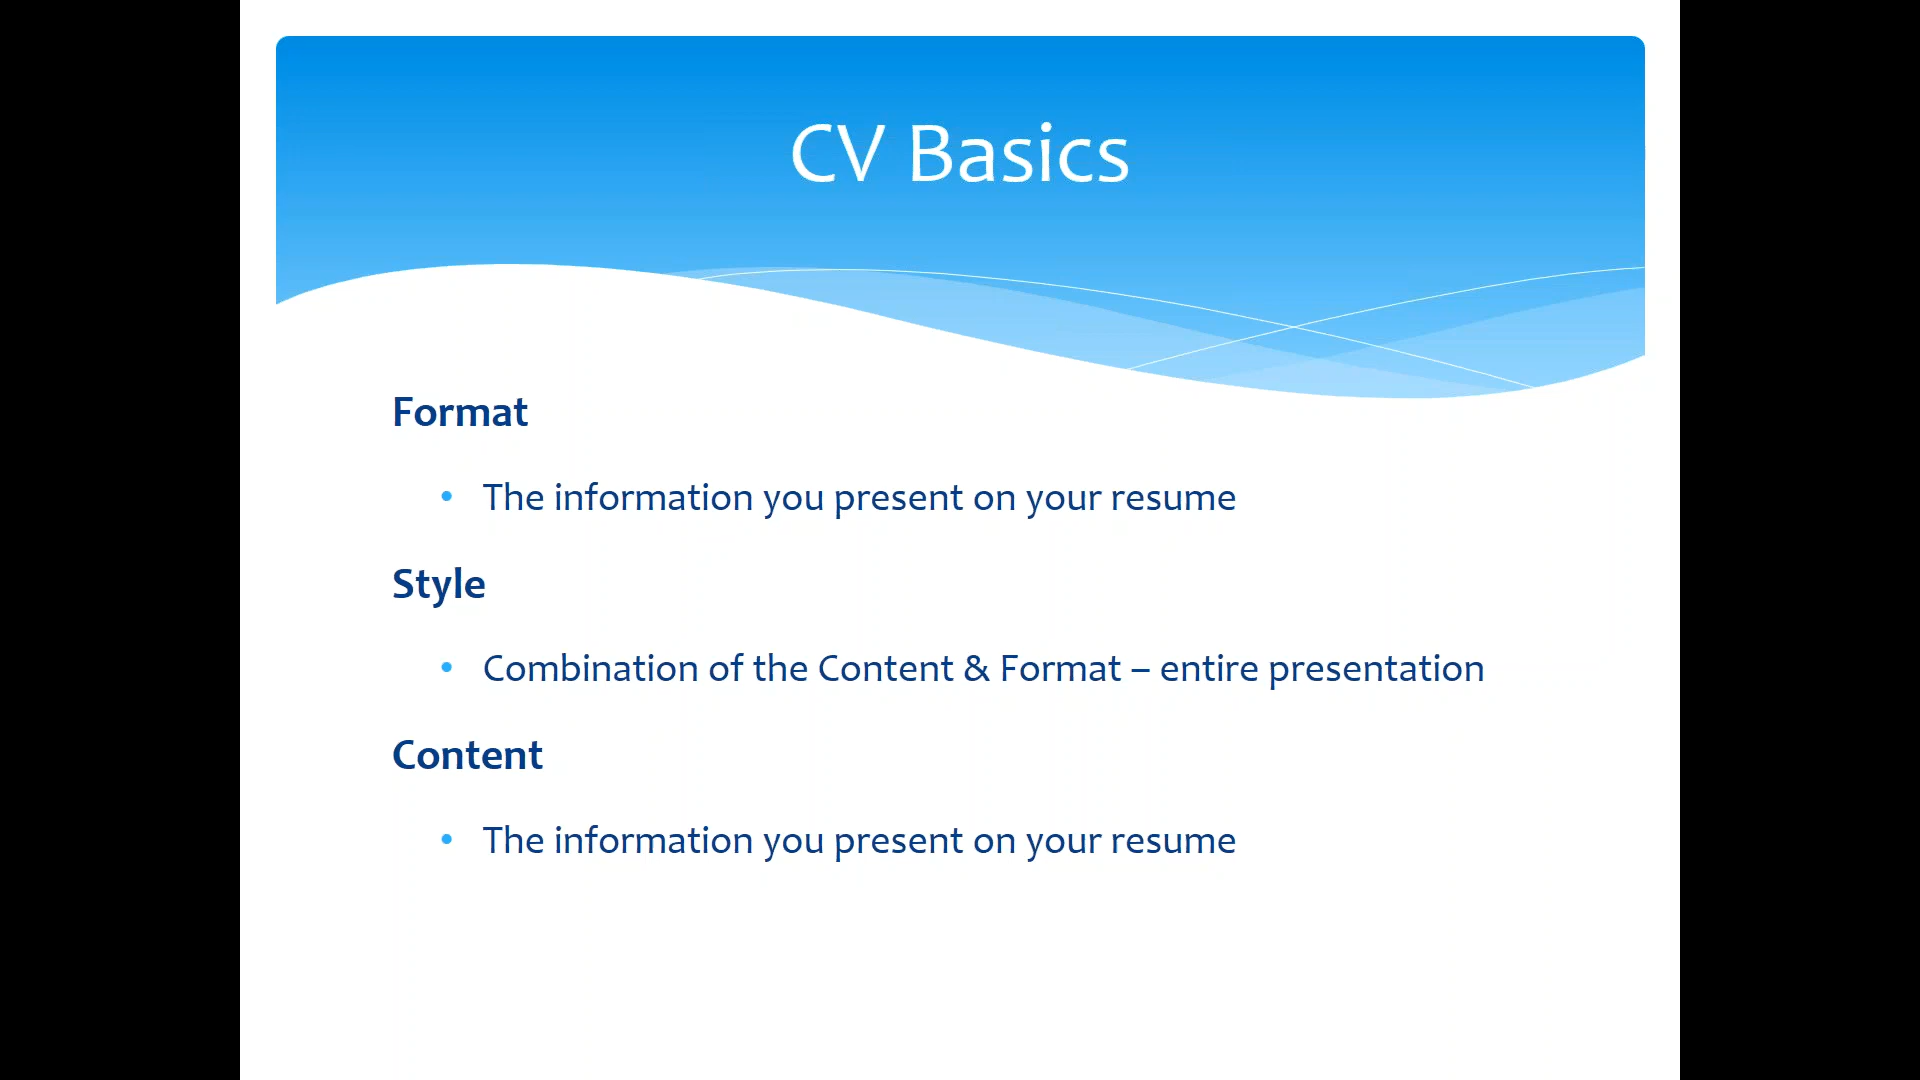 CV Basics
Format
• The information you present on your resume
Style
• Combination of the Content & Format – entire presentation
Content
• The information you present on your resume